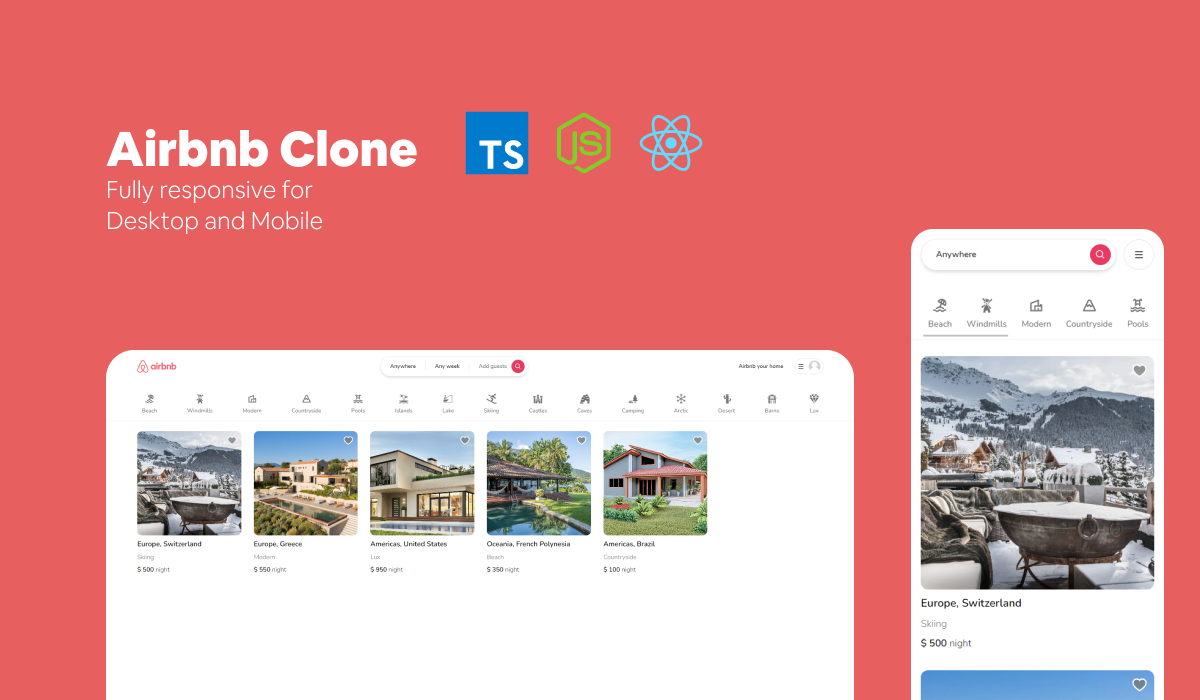 Airbnb Clone
TS
JS
Fully responsive for
Desktop and Mobile
Anywhere
Beach Windmills Modern Countryside Pools
airbnb
Anywhere Any week Add guests
Airbnb your home
Beach Windmills Modern Countryside Pools Islands Lake Skiing Castles Caves Camping Arctic Desert Barns Lux
Europe, Switzerland
Skiing
$ 500 night
Europe, Greece
Modern
$ 550 night
Americas, United States
Lux
$ 950 night
Oceania, French Polynesia
Beach
$ 350 night
Americas, Brazil
Countryside
$ 100 night
Europe, Switzerland
Skiing
$ 500 night